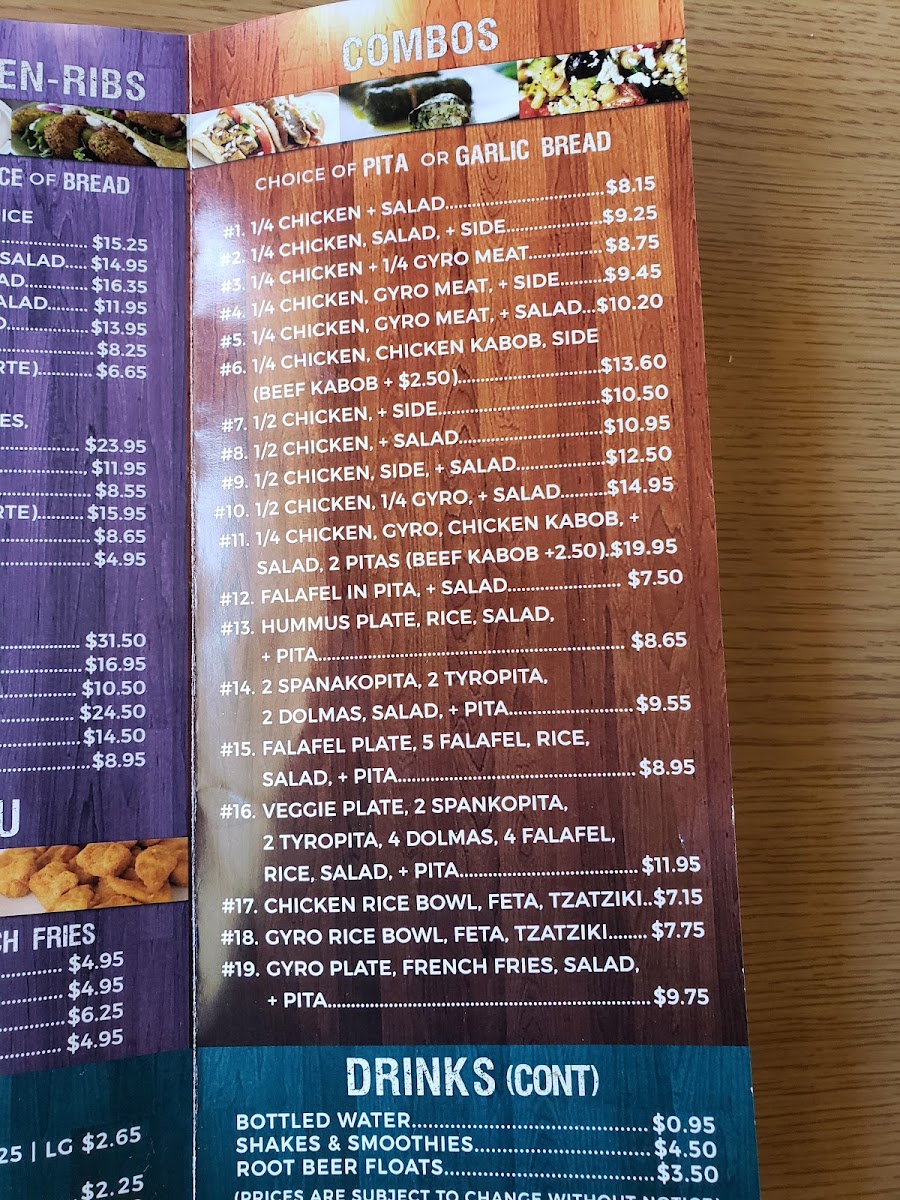 EN-RIBS
CE OF BREAD
ICE
$15.25
SALAD..... $14.95
AD............. $16.35
ALAD........ $11.95
$13.95
$8.25
RTE).......... $6.65
ES,
$23.95
$11.95
$8.55
RTE)......... $15.95
$8.65
$4.95
$31.50
$16.95
$10.50
$24.50
$14.50
$8.95
U
CH FRIES
$4.95
$4.95
$6.25
$4.95
25 | LG $2.65
$2.25
COMBOS
CHOICE OF PITA OR GARLIC BREAD
#1. 1/4 CHICKEN + SALAD................................$8.15
#2. 1/4 CHICKEN, SALAD, + SIDE...................$9.25
#3. 1/4 CHICKEN + 1/4 GYRO MEAT............... $8.75
#4. 1/4 CHICKEN, GYRO MEAT, + SIDE..........$9.45
#5. 1/4 CHICKEN, GYRO MEAT, + SALAD...$10.20
#6. 1/4 CHICKEN, CHICKEN KABOB, SIDE
(BEEF KABOB + $2.50)............................$13.60
#7. 1/2 CHICKEN, + SIDE................................$10.50
#8. 1/2 CHICKEN, + SALAD............................$10.95
#9. 1/2 CHICKEN, SIDE, + SALAD.................$12.50
#10. 1/2 CHICKEN, 1/4 GYRO, + SALAD.........$14.95
#11. 1/4 CHICKEN, GYRO, CHICKEN KABOB, +
SALAD, 2 PITAS (BEEF KABOB +2.50).$19.95
#12. FALAFEL IN PITA, + SALAD..................... $7.50
#13. HUMMUS PLATE, RICE, SALAD,
+ PITA............................................................ $8.65
#14. 2 SPANAKOPITA, 2 TYROPITA,
2 DOLMAS, SALAD, + PITA........................ $9.55
#15. FALAFEL PLATE, 5 FALAFEL, RICE,
SALAD, + PITA.............................................. $8.95
#16. VEGGIE PLATE, 2 SPANKOPITA,
2 TYROPITA, 4 DOLMAS, 4 FALAFEL,
RICE, SALAD, + PITA.................................. $11.95
#17. CHICKEN RICE BOWL, FETA, TZATZIKI..$7.15
#18. GYRO RICE BOWL, FETA, TZATZIKI........ $7.75
#19. GYRO PLATE, FRENCH FRIES, SALAD,
+ PITA.............................................................. $9.75
DRINKS (CONT)
BOTTLED WATER.......................................... $0.95
SHAKES & SMOOTHIES............................... $4.50
ROOT BEER FLOATS..................................... $3.50
(PRICES ARE SUBJECT TO CHANGE WITHOUT NOTICE)